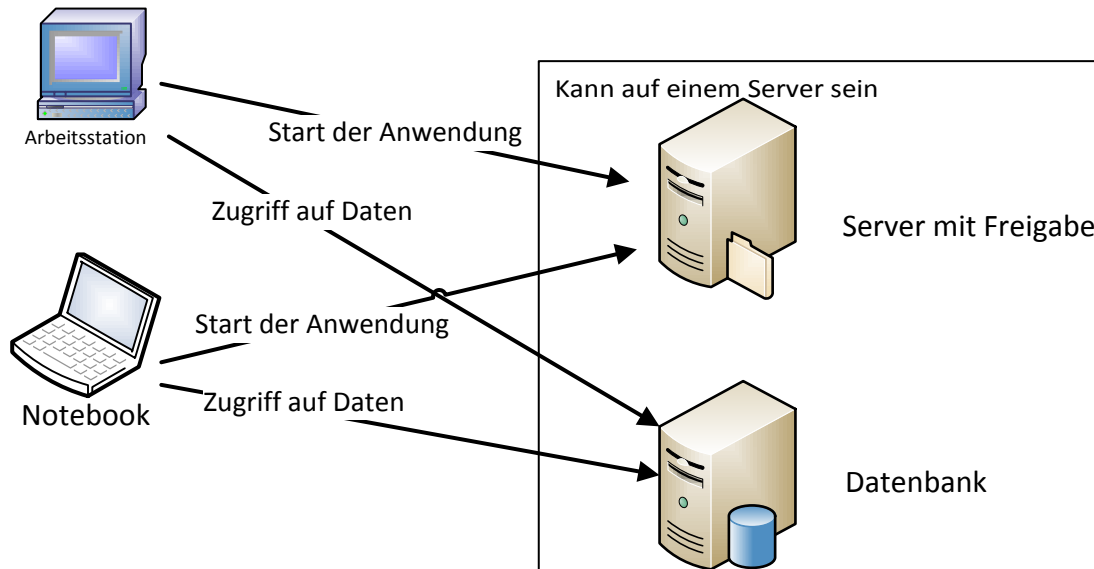 Kann auf einem Server sein
Start der Anwendung
Arbeitsstation
Zugriff auf Daten
Server mit Freigabe
Start der Anwendung
Notebook
Zugriff auf Daten
Datenbank